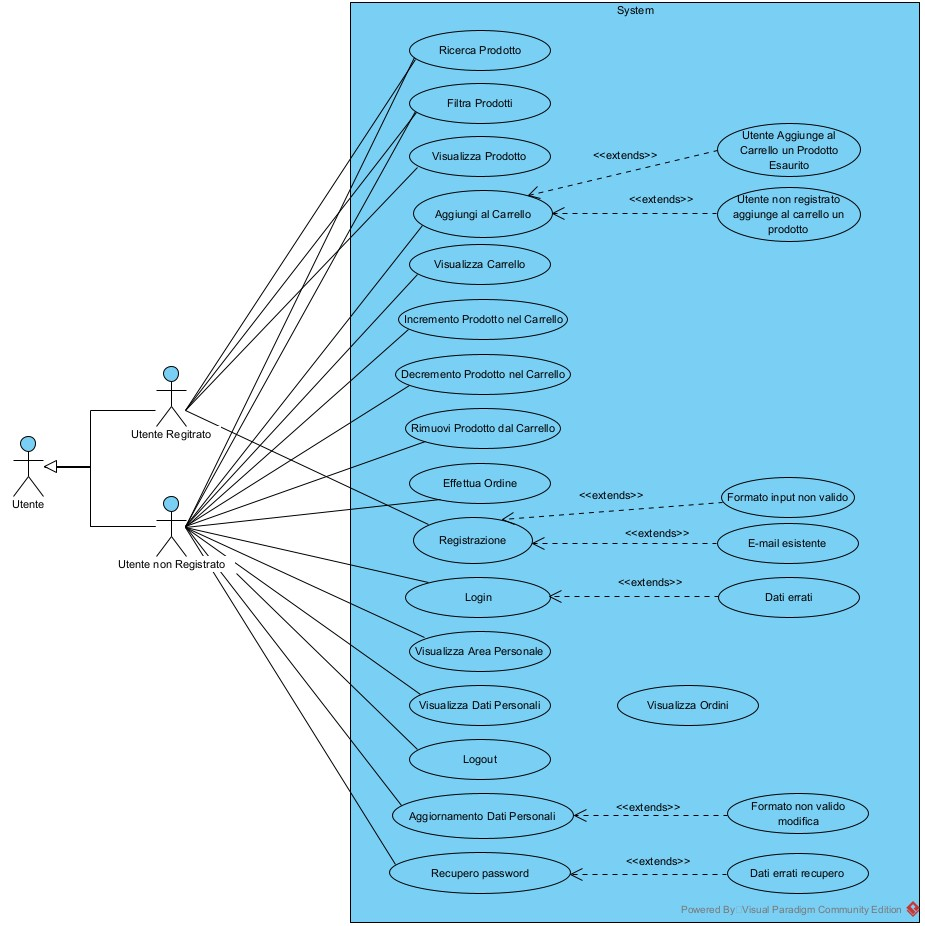 System
Ricerca Prodotto
Filtra Prodotti
Visualizza Prodotto
Utente Aggiunge al
Carrello un Prodotto
Esaurito
<<extends>>
Aggiungi al Carrello
<<extends>>
Utente non registrato
aggiunge al carrello un
prodotto
Visualizza Carrello
Incremento Prodotto nel Carrello
Decremento Prodotto nel Carrello
Rimuovi Prodotto dal Carrello
Utente Regitrato
Utente
Utente non Registrato
Effettua Ordine
<<extends>>
Formato input non valido
Registrazione
<<extends>>
E-mail esistente
Login
<<extends>>
Dati errati
Visualizza Area Personale
Visualizza Dati Personali
Visualizza Ordini
Logout
Aggiornamento Dati Personali
<<extends>>
Formato non valido
modifica
Recupero password
<<extends>>
Dati errati recupero
Powered By: Visual Paradigm Community Edition